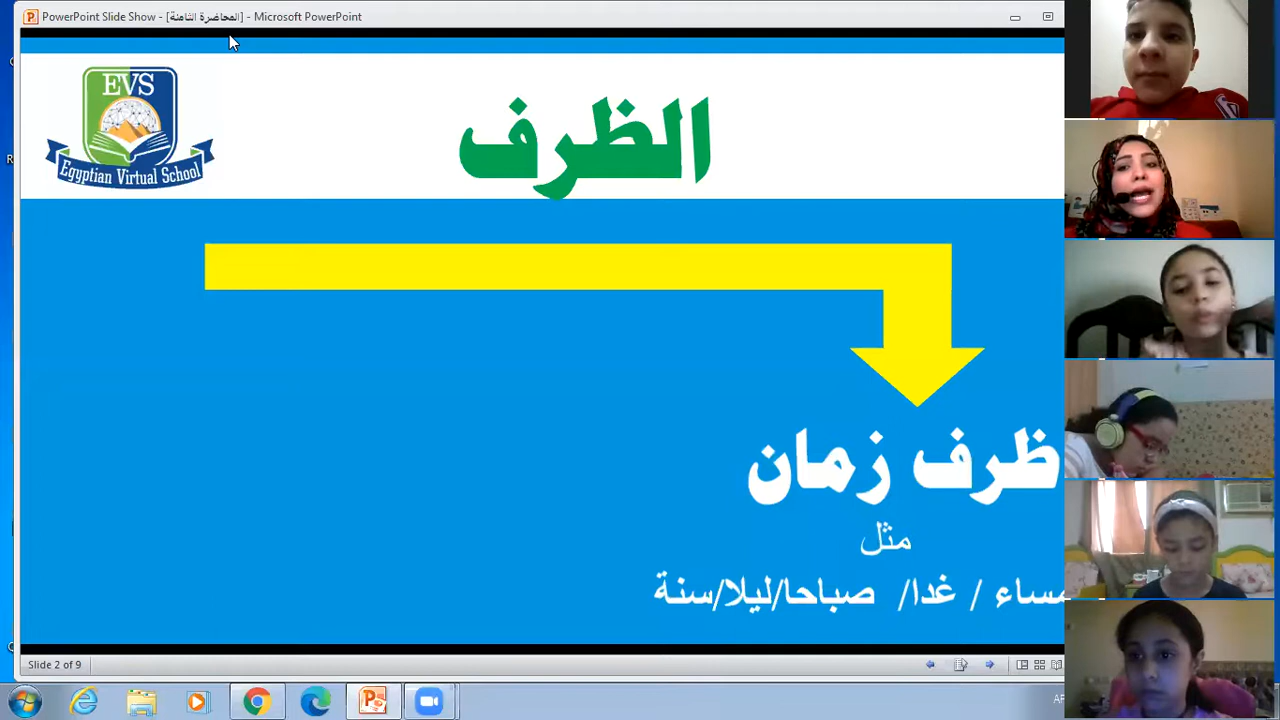 PowerPoint Slide Show - [المحاضرة الثامنة] - Microsoft PowerPoint
EVS
Egyptian Virtual School
الظرف
ظرف زمان
مثل
مساء / غدا/ صباحا/ليلا/سنة
Slide 2 of 9